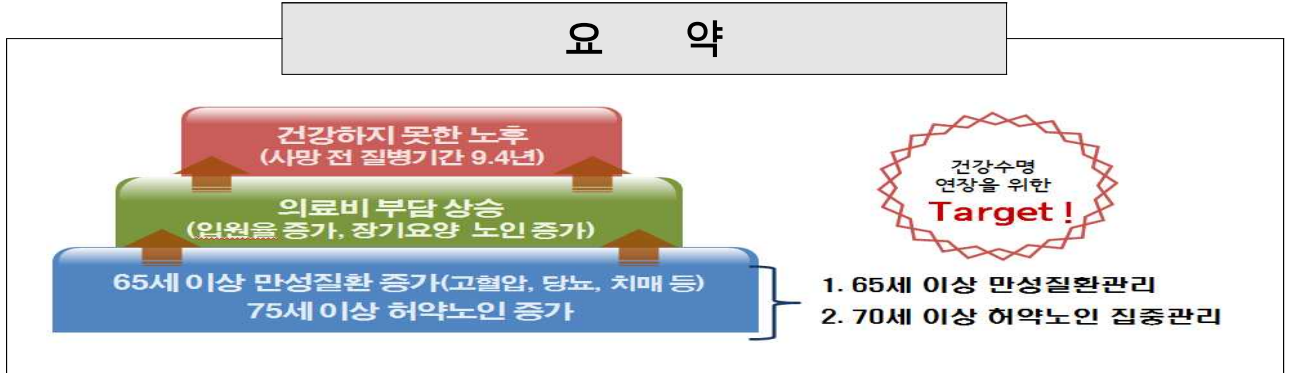 요 약
건강하지 못한 노후
(사망 전 질병기간 9.4년)
의료비 부담 상승
(입원율 증가, 장기요양 노인 증가)
65세 이상 만성질환 증가(고혈압, 당뇨, 치매 등)
75세 이상 허약노인 증가
건강수명
연장을 위한
Target !
1. 65세 이상 만성질환관리
2. 70세 이상 허약노인 집중관리